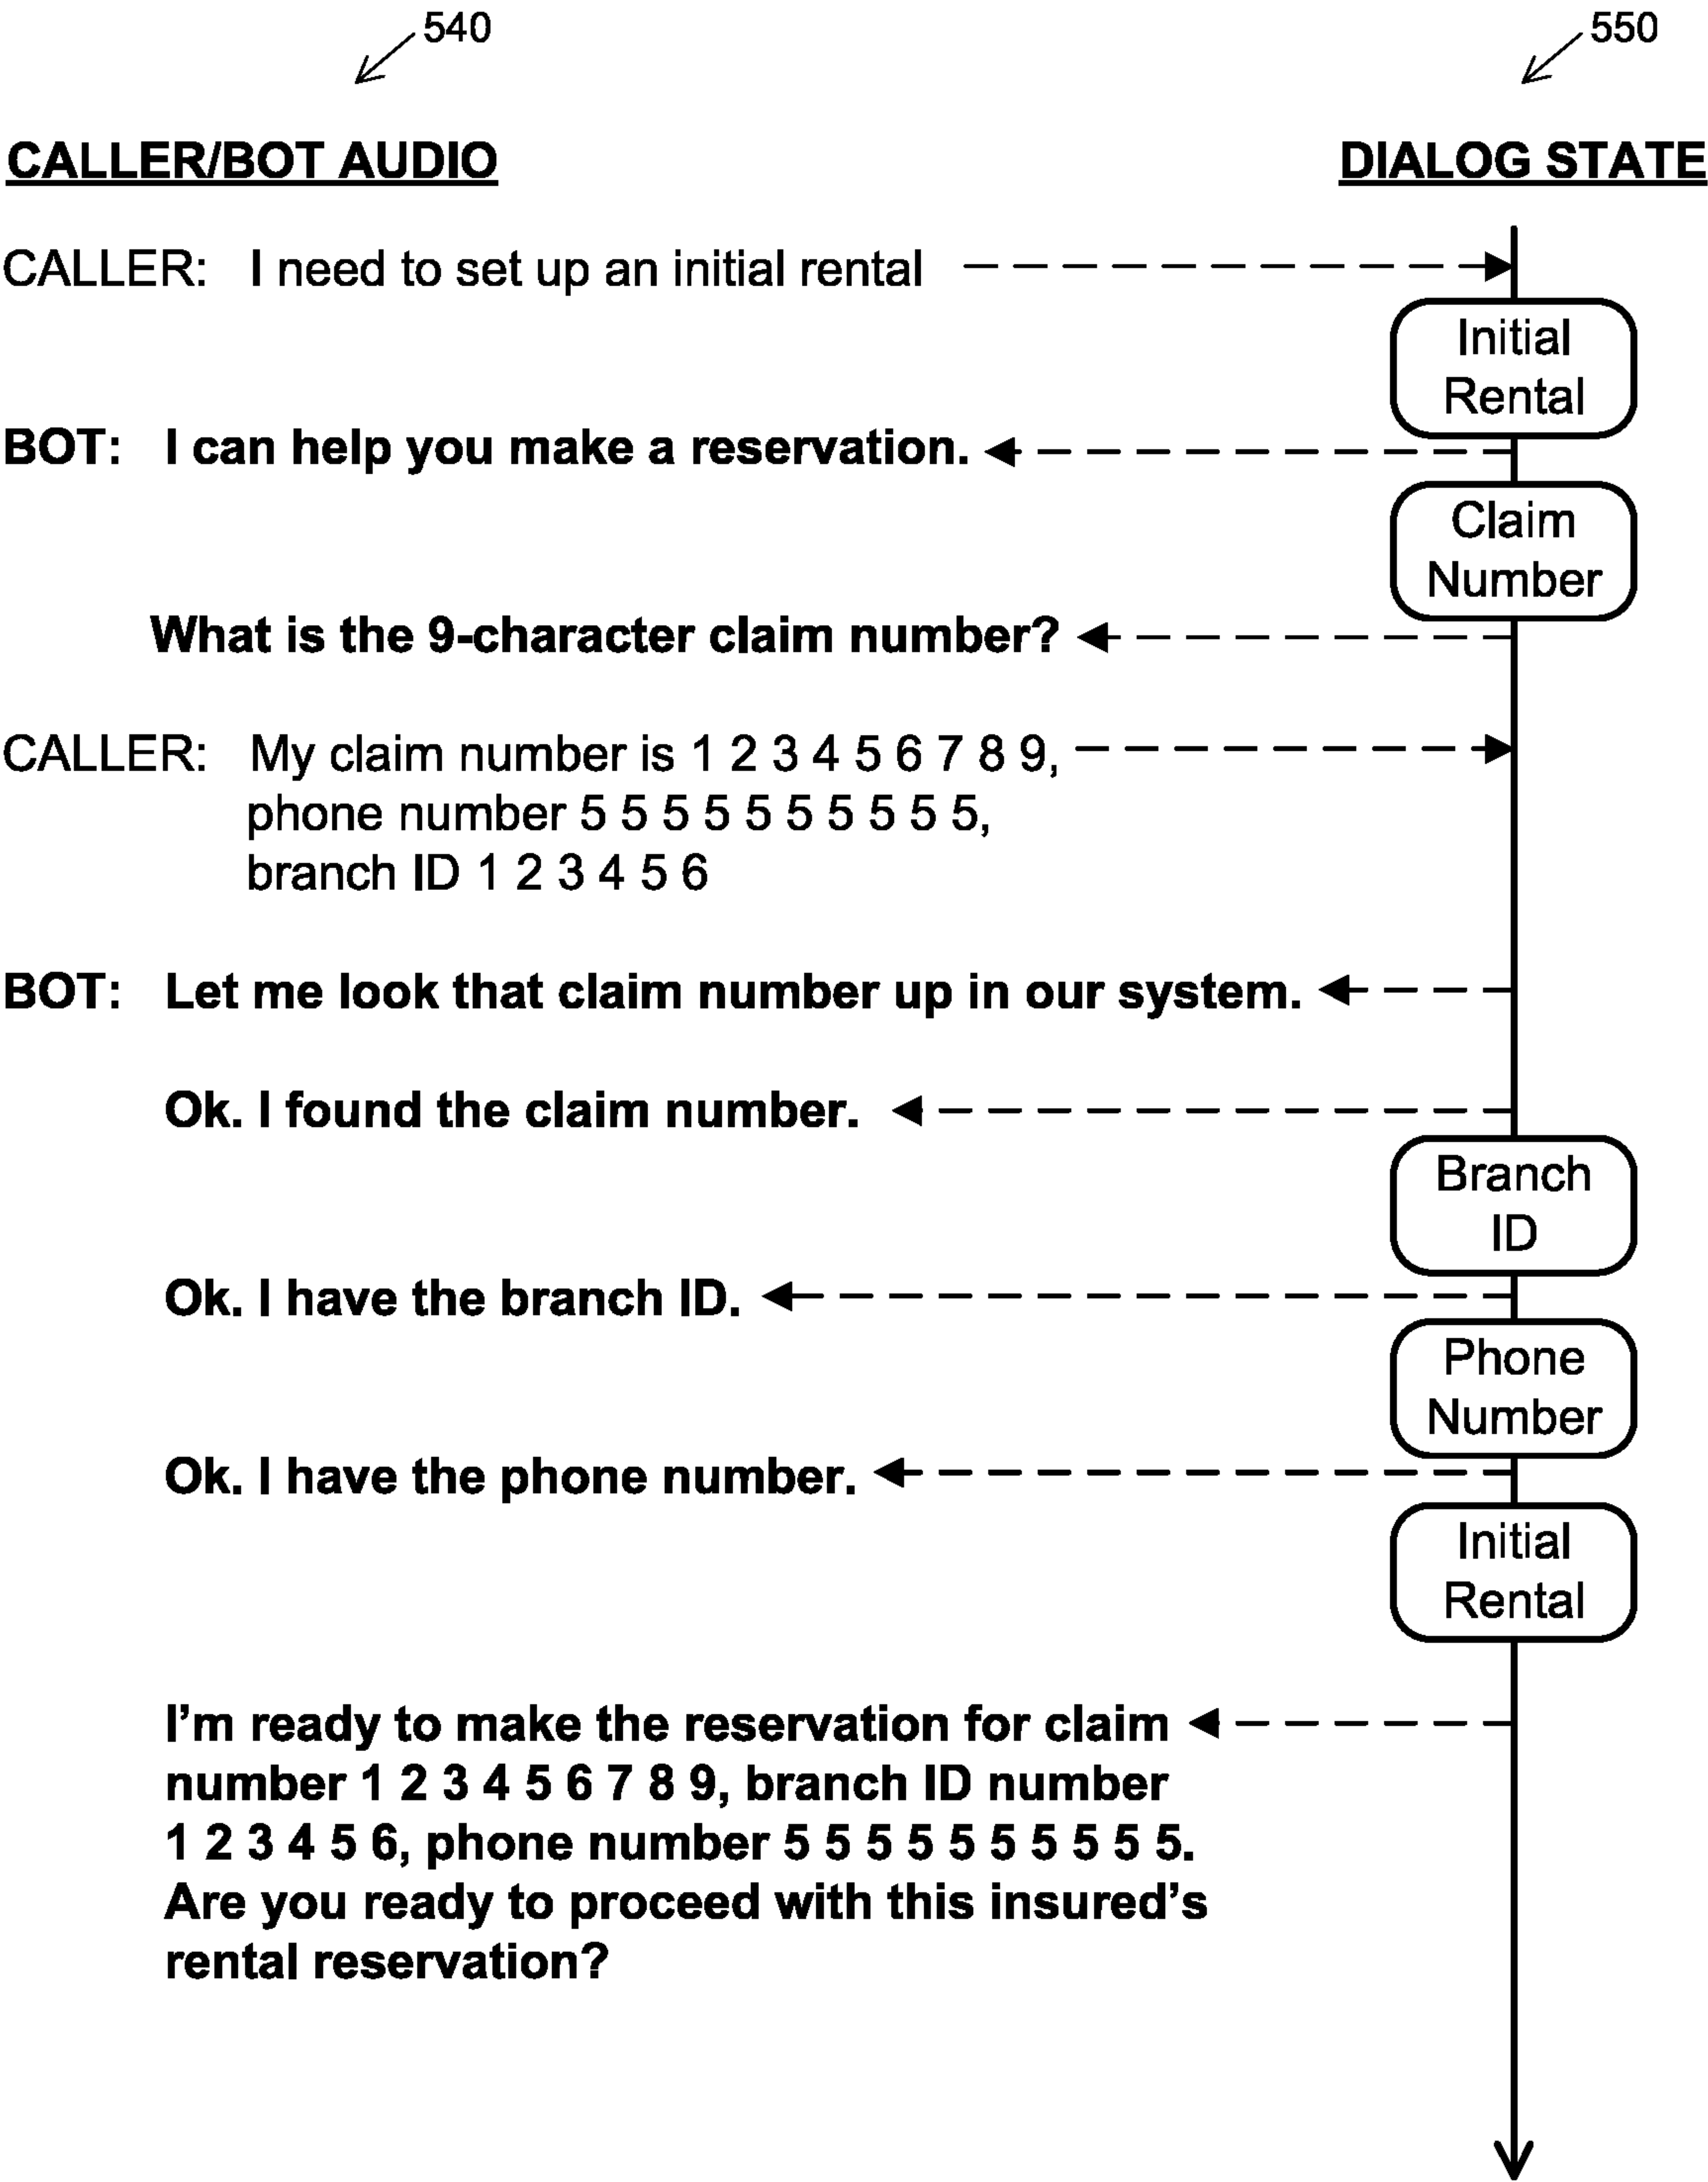 540
550
CALLER/BOT AUDIO
DIALOG STATE
CALLER: I need to set up an initial rental
Initial
Rental
BOT: I can help you make a reservation.
Claim
Number
What is the 9-character claim number?
CALLER: My claim number is 1 2 3 4 5 6 7 8 9,
phone number 5 5 5 5 5 5 5 5 5 5,
branch ID 1 2 3 4 5 6
BOT: Let me look that claim number up in our system.
Ok. I found the claim number.
Branch
ID
Ok. I have the branch ID.
Phone
Number
Ok. I have the phone number.
Initial
Rental
I’m ready to make the reservation for claim
number 1 2 3 4 5 6 7 8 9, branch ID number
1 2 3 4 5 6, phone number 5 5 5 5 5 5 5 5 5 5.
Are you ready to proceed with this insured’s
rental reservation?